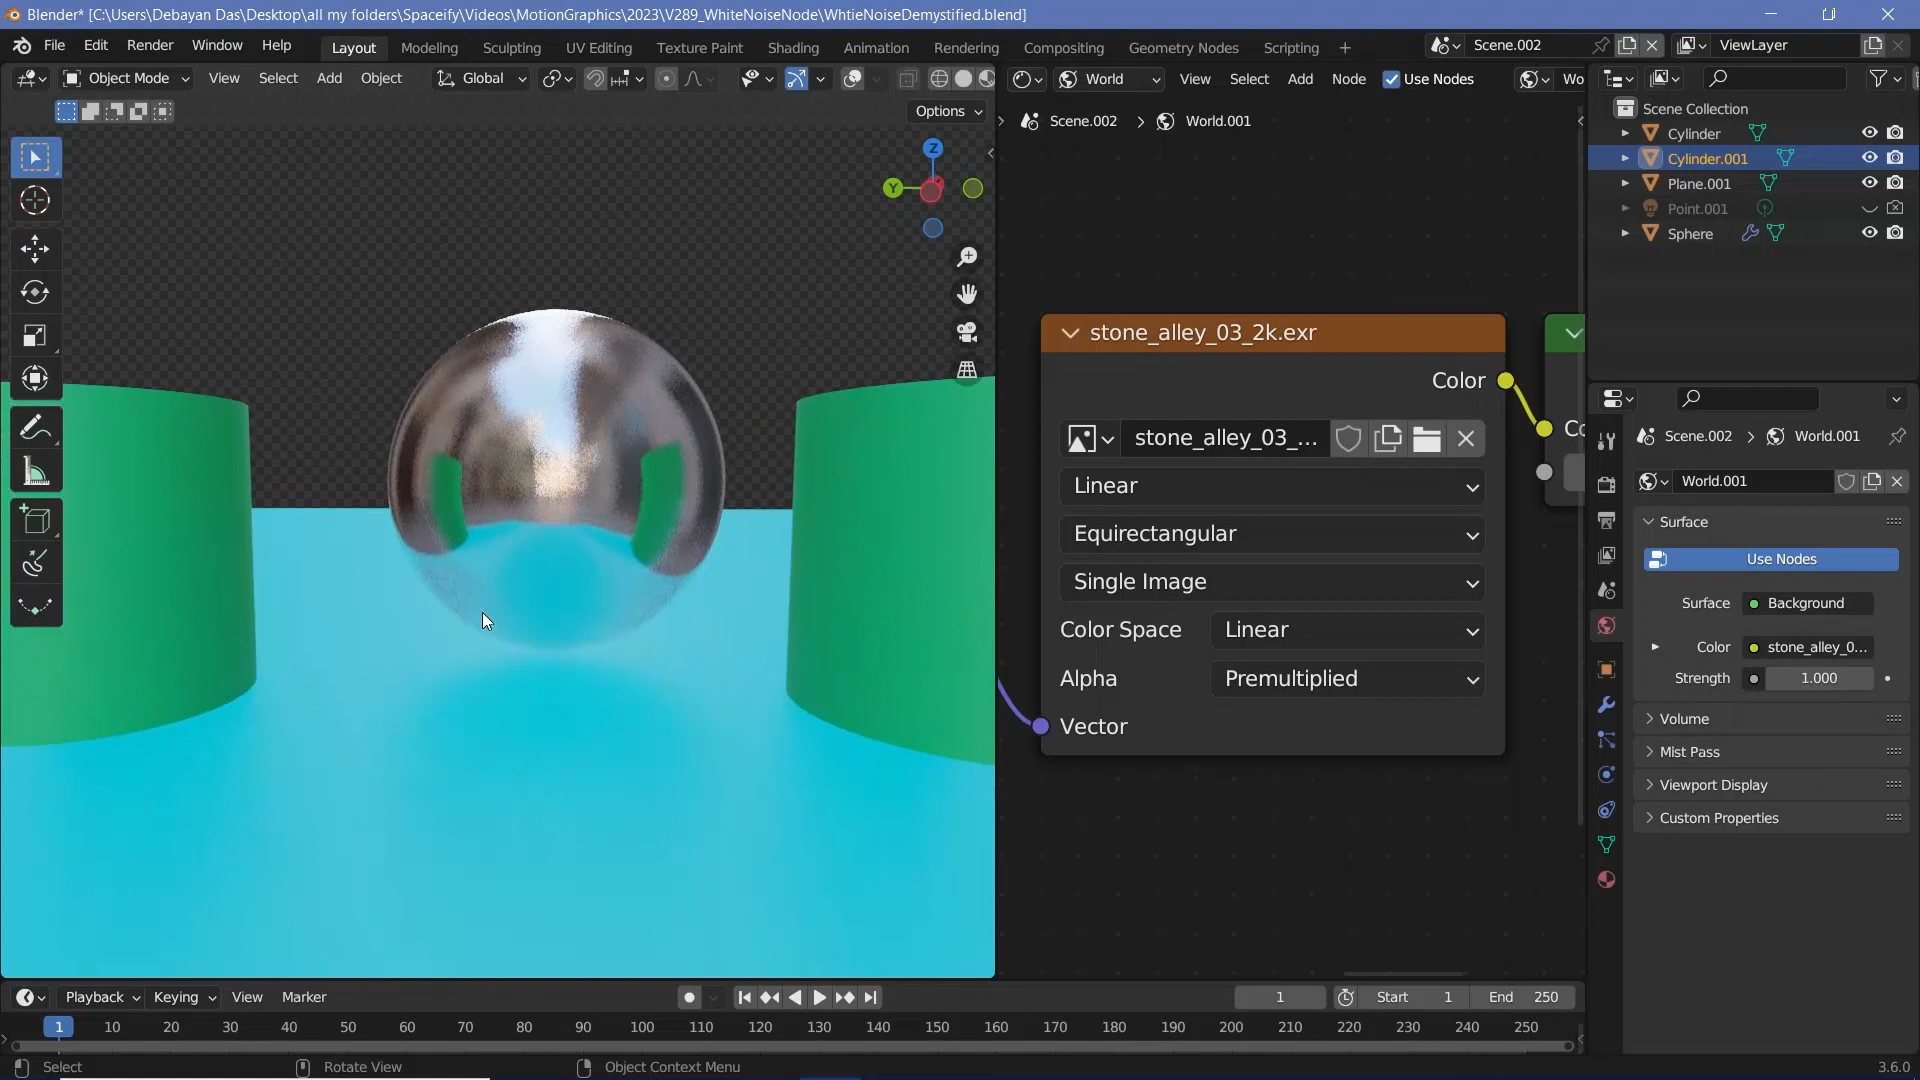 Blender* [C:\Users\Debayan Das\Desktop\all my folders\Spaceify\Videos\MotionGraphics\2023\V289_WhiteNoiseNode\WhtieNoiseDemystified.blend]
File Edit Render Window Help Layout Modeling Sculpting UV Editing Texture Paint Shading Animation Rendering Compositing Geometry Nodes Scripting + Scene.002 ViewLayer
Object Mode View Select Add Object Global World View Select Add Node Use Nodes Wo
Options
Scene.002 > World.001
Scene Collection
Cylinder
Cylinder.001
Plane.001
Point.001
Sphere
Z
Y
stone_alley_03_2k.exr
Color
Co
stone_alley_03_...
Linear
Equirectangular
Single Image
Color Space Linear
Alpha Premultiplied
Vector
Scene.002 > World.001
World.001
Surface
Use Nodes
Surface Background
Color stone_alley_0...
Strength 1.000
Volume
Mist Pass
Viewport Display
Custom Properties
Playback Keying View Marker 1 Start 1 End 250
1 10 20 30 40 50 60 70 80 90 100 110 120 130 140 150 160 170 180 190 200 210 220 230 240 250
Select Rotate View Object Context Menu 3.6.0